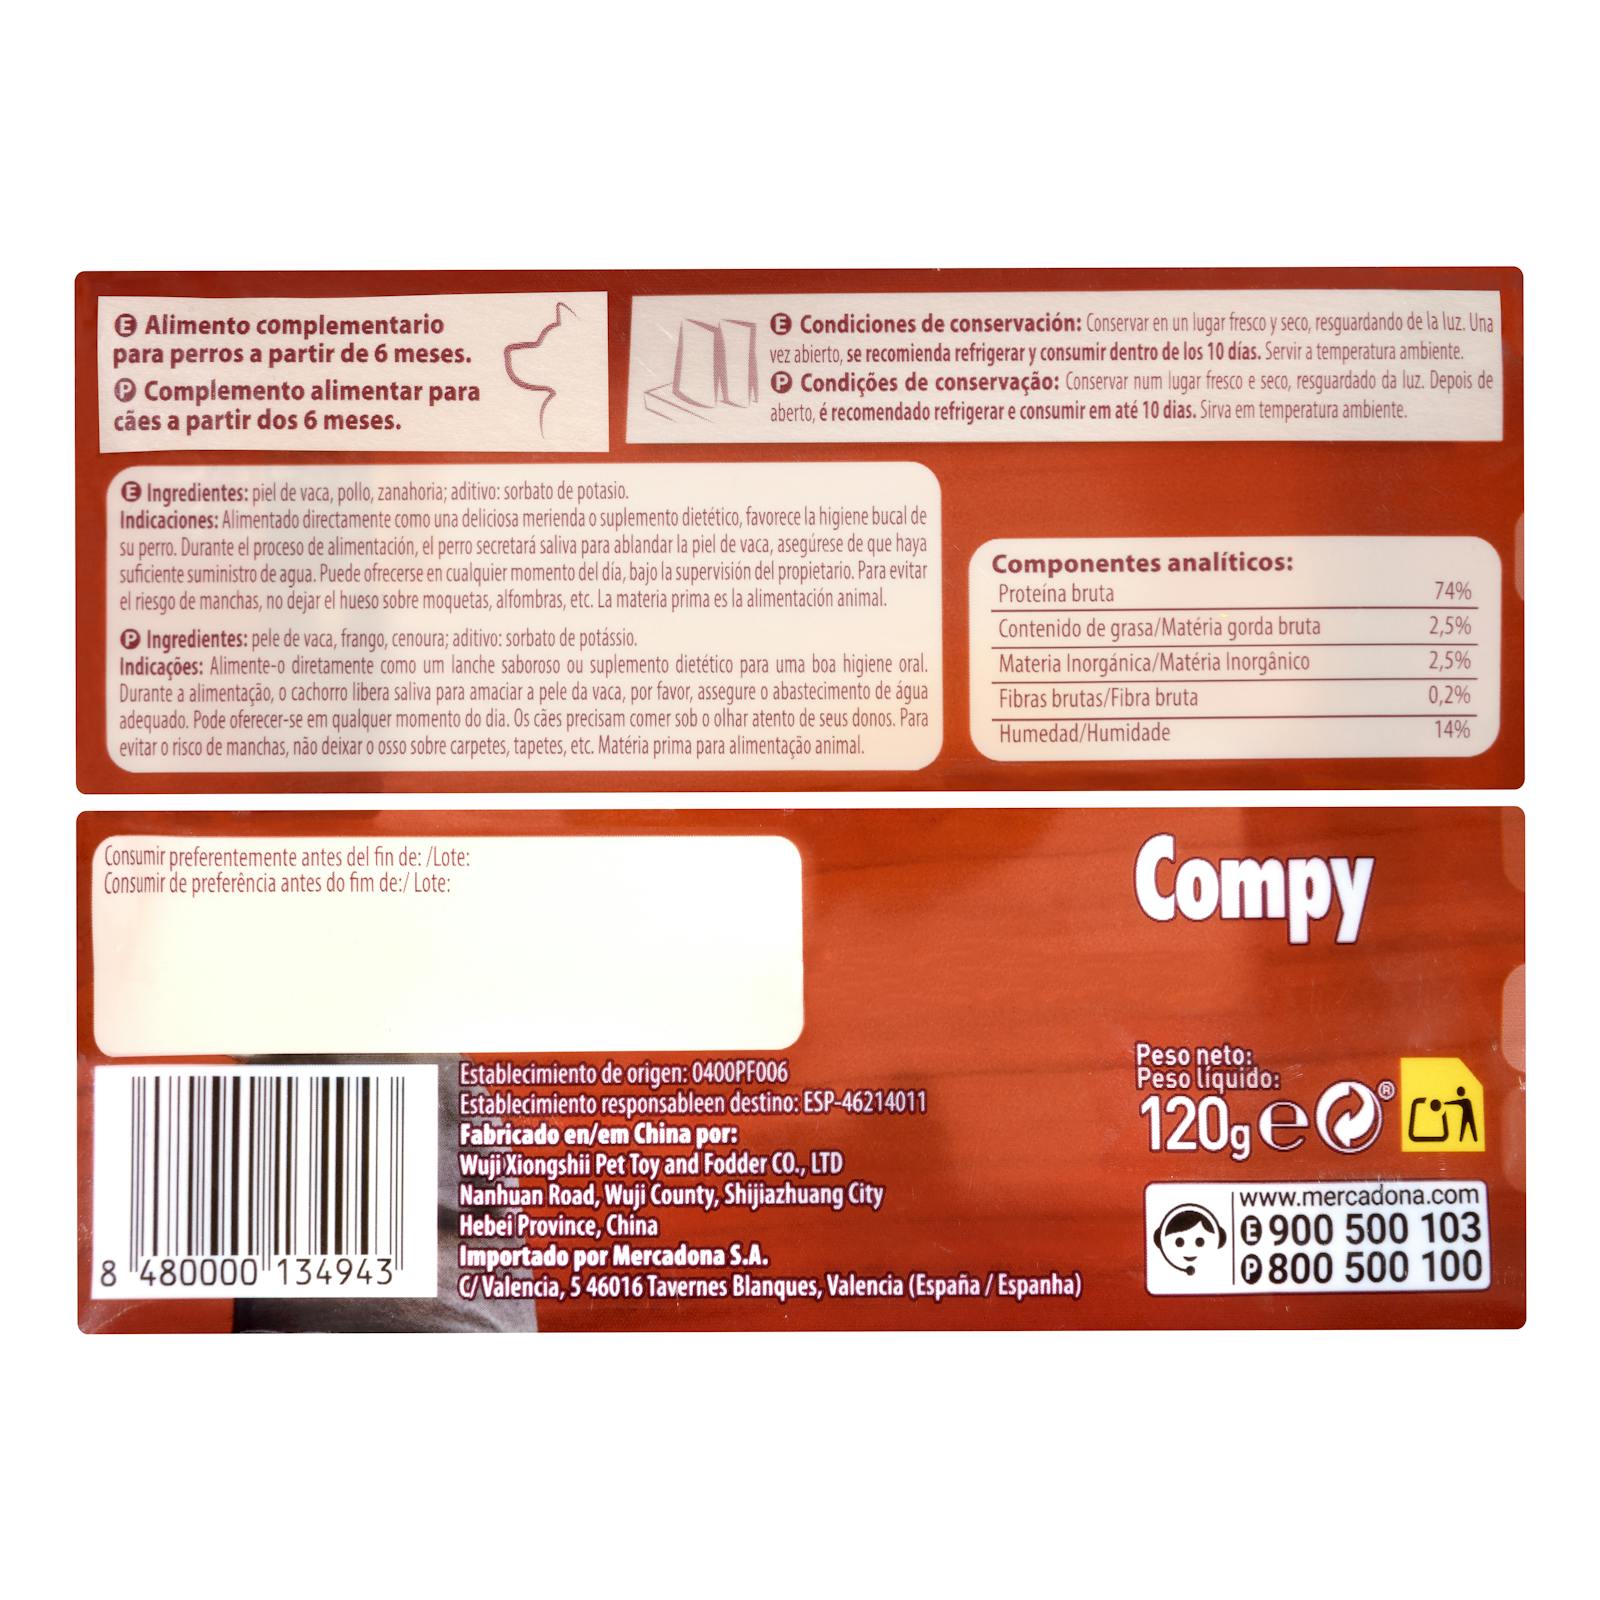 E Alimento complementario
para perros a partir de 6 meses.
P Complemento alimentar para
cães a partir dos 6 meses.
E Condiciones de conservación: Conservar en un lugar fresco y seco, resguardando de la luz. Una
vez abierto, se recomienda refrigerar y consumir dentro de los 10 días. Servir a temperatura ambiente.
P Condições de conservação: Conservar num lugar fresco e seco, resguardado da luz. Depois de
aberto, é recomendado refrigerar e consumir em até 10 dias. Sirva em temperatura ambiente.
E Ingredientes: piel de vaca, pollo, zanahoria; aditivo: sorbato de potasio.
Indicaciones: Alimentado directamente como una deliciosa merienda o suplemento dietético, favorece la higiene bucal de
su perro. Durante el proceso de alimentación, el perro secretará saliva para ablandar la piel de vaca, asegúrese de que haya
suficiente suministro de agua. Puede ofrecerse en cualquier momento del día, bajo la supervisión del propietario. Para evitar
el riesgo de manchas, no dejar el hueso sobre moquetas, alfombras, etc. La materia prima es la alimentación animal.
P Ingredientes: pele de vaca, frango, cenoura; aditivo: sorbato de potássio.
Indicações: Alimente-o diretamente como um lanche saboroso ou suplemento dietético para uma boa higiene oral.
Durante a alimentação, o cachorro libera saliva para amaciar a pele da vaca, por favor, assegure o abastecimento de água
adequado. Pode oferecer-se em qualquer momento do dia. Os cães precisam comer sob o olhar atento de seus donos. Para
evitar o risco de manchas, não deixar o osso sobre carpetes, tapetes, etc. Matéria prima para alimentação animal.
Componentes analíticos:
Proteína bruta 74%
Contenido de grasa/Matéria gorda bruta 2,5%
Materia Inorgánica/Matéria Inorgânico 2,5%
Fibras brutas/Fibra bruta 0,2%
Humedad/Humidade 14%
Consumir preferentemente antes del fin de: /Lote:
Consumir de preferência antes do fim de:/ Lote:
Compy
Establecimiento de origen: 0400PF006
Establecimiento responsableen destino: ESP-46214011
Fabricado en/em China por:
Wuji Xiongshii Pet Toy and Fodder CO., LTD
Nanhuan Road, Wuji County, Shijiazhuang City
Hebei Province, China
Importado por Mercadona S.A.
C/ Valencia, 5 46016 Tavernes Blanques, Valencia (España / Espanha)
8 480000 134943
Peso neto:
Peso líquido:
120g e ®
www.mercadona.com
E 900 500 103
P 800 500 100